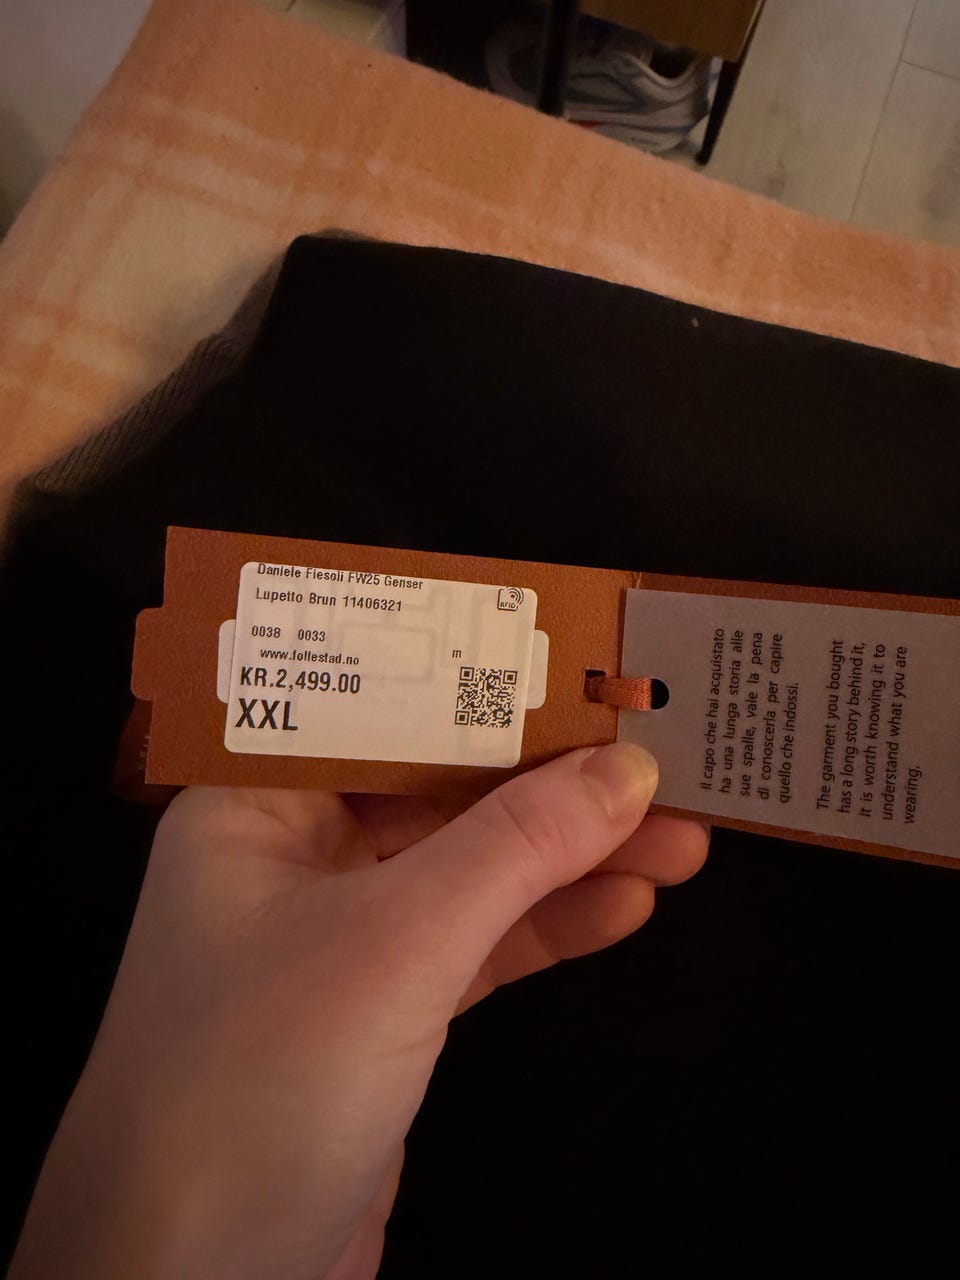 Daniele Fiesoli FW25 Genser
Lupetto Brun 11406321
RFID
0038 0033
www.follestad.no
m
KR.2,499.00
XXL
Il capo che hai acquistato
ha una lunga storia alle
sue spalle, vale la pena
di conoscerla per capire
quello che indossi.
The garment you bought
has a long story behind it,
it is worth knowing it to
understand what you are
wearing.